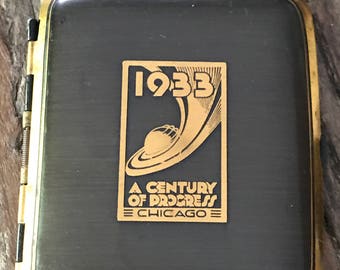 1933
A CENTURY
OF PROGRESS
CHICAGO